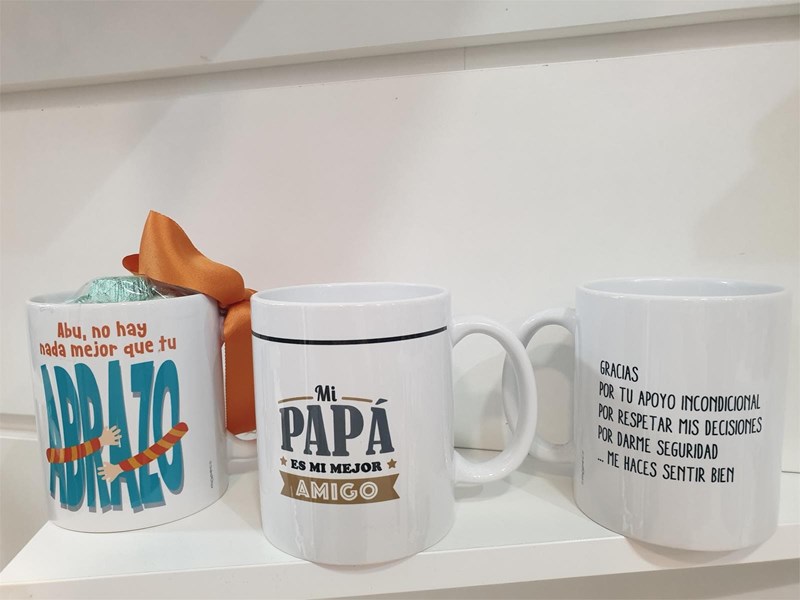 Abu, no hay
nada mejor que tu
ABRAZO
Mi
PAPÁ
ES MI MEJOR
AMIGO
GRACIAS
POR TU APOYO INCONDICIONAL
POR RESPETAR MIS DECISIONES
POR DARME SEGURIDAD
... ME HACES SENTIR BIEN